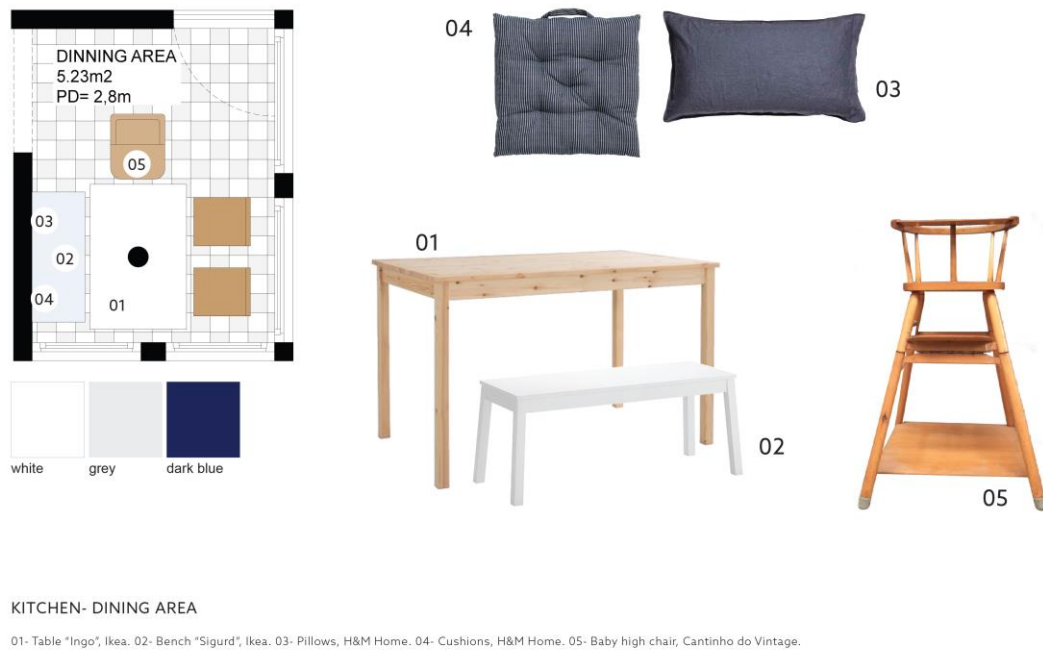 DINNING AREA
5.23m2
PD= 2,8m
05
03
02
04
01
white
grey
dark blue
04
03
01
02
05
KITCHEN- DINING AREA
01- Table "Ingo", Ikea. 02- Bench "Sigurd", Ikea. 03- Pillows, H&M Home. 04- Cushions, H&M Home. 05- Baby high chair, Cantinho do Vintage.